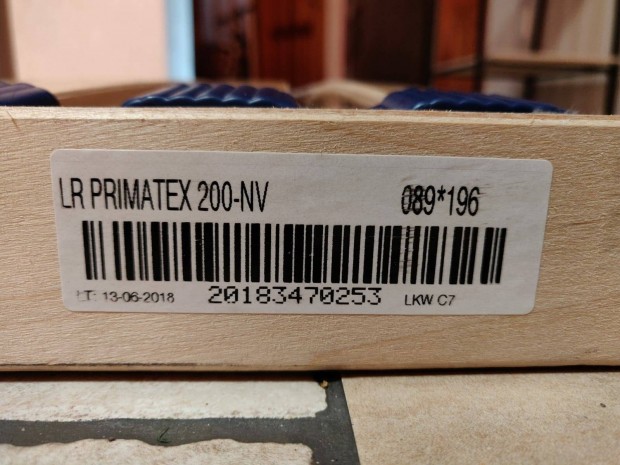 LR PRIMATEX 200-NV 089*196
LT: 13-06-2018 20183470253 LKW C7